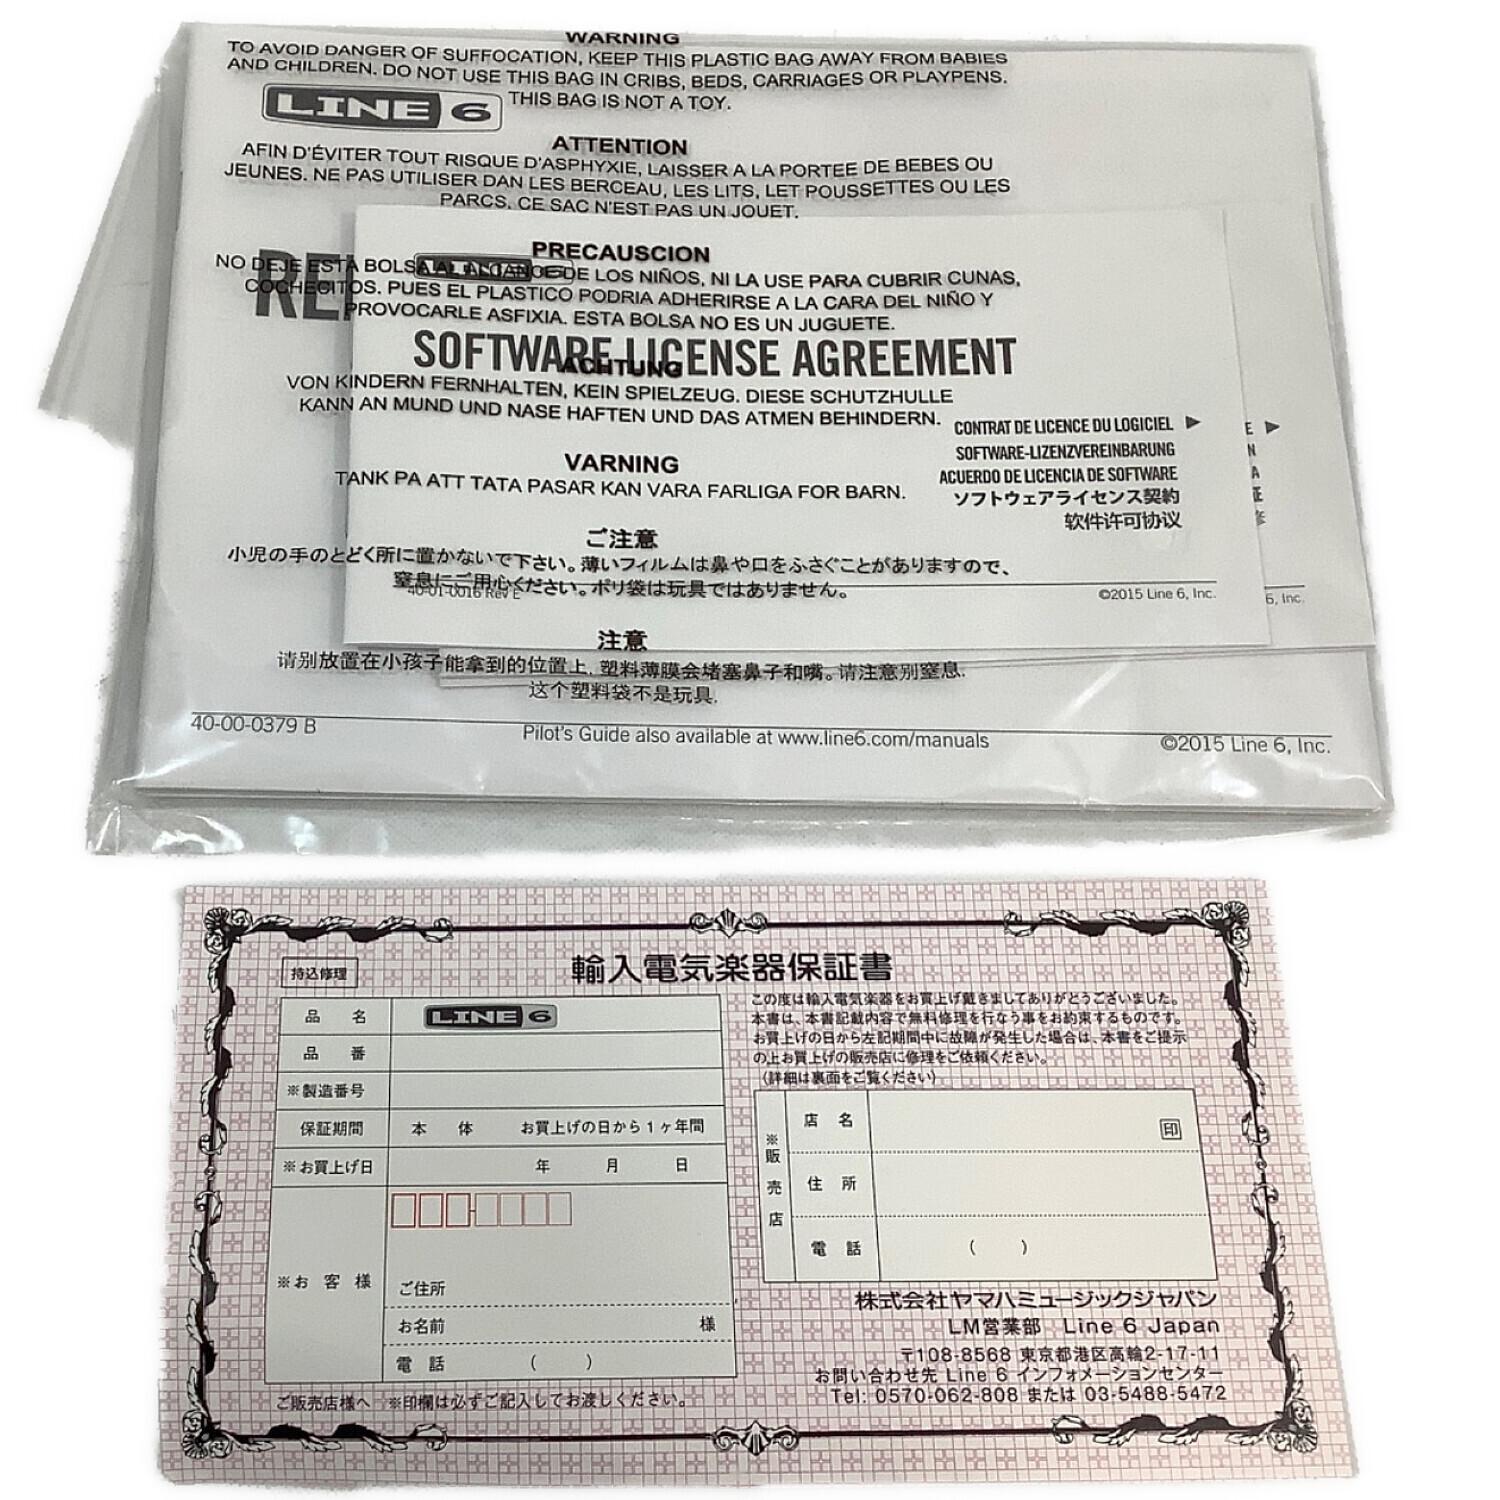 WARNING
TO AVOID DANGER OF SUFFOCATION, KEEP THIS PLASTIC BAG AWAY FROM BABIES
AND CHILDREN. DO NOT USE THIS BAG IN CRIBS, BEDS, CARRIAGES OR PLAYPENS.
THIS BAG IS NOT A TOY.
LINE 6
ATTENTION
AFIN D'ÉVITER TOUT RISQUE D'ASPHYXIE, LAISSER A LA PORTEE DE BEBES OU
JEUNES. NE PAS UTILISER DAN LES BERCEAU, LES LITS, LET POUSSETTES OU LES
PARCS. CE SAC N'EST PAS UN JOUET.
PRECAUSCION
NO DEJE ESTA BOLSA AL ALCANCE DE LOS NIÑOS, NI LA USE PARA CUBRIR CUNAS,
COCHECITOS. PUES EL PLASTICO PODRIA ADHERIRSE A LA CARA DEL NIÑO Y
PROVOCARLE ASFIXIA. ESTA BOLSA NO ES UN JUGUETE.
LINE 6
SOFTWARE LICENSE AGREEMENT
ACHTUNG
VON KINDERN FERNHALTEN, KEIN SPIELZEUG. DIESE SCHUTZHULLE
KANN AN MUND UND NASE HAFTEN UND DAS ATMEN BEHINDERN.
CONTRAT DE LICENCE DU LOGICIEL ▶
SOFTWARE-LIZENZVEREINBARUNG
ACUERDO DE LICENCIA DE SOFTWARE
ソフトウェアライセンス契約
软件许可协议
VARNING
TANK PA ATT TATA PASAR KAN VARA FARLIGA FOR BARN.
ご注意
小児の手のとどく所に置かないで下さい。薄いフィルムは鼻や口をふさぐことがありますので、
窒息にご用心ください。ポリ袋は玩具ではありません。
40-01-0016 Rev E
©2015 Line 6, Inc.
6, Inc.
注意
请别放置在小孩子能拿到的位置上. 塑料薄膜会堵塞鼻子和嘴。请注意别窒息.
这个塑料袋不是玩具.
40-00-0379 B
Pilot's Guide also available at www.line6.com/manuals
©2015 Line 6, Inc.
輸入電気楽器保証書
持込修理
品 名 LINE 6
品 番
※製造番号
保証期間 本 体 お買上げの日から1ヶ年間
※お買上げ日 年 月 日
※お 客 様
ご住所
お名前 様
電 話 ( )
ご販売店様へ ※印欄は必ずご記入してお渡しください。
この度は輸入電気楽器をお買上げ戴きましてありがとうございました。
本書は、本書記載内容で無料修理を行なう事をお約束するものです。
お買上げの日から左記期間中に故障が発生した場合は、本書をご提示
の上お買上げの販売店に修理をご依頼ください。
(詳細は裏面をご覧ください)
※販売店
店 名 印
住 所
電 話 ( )
株式会社ヤマハミュージックジャパン
LM営業部 Line 6 Japan
〒108-8568 東京都港区高輪2-17-11
お問い合わせ先 Line 6 インフォメーションセンター
Tel: 0570-062-808 または 03-5488-5472